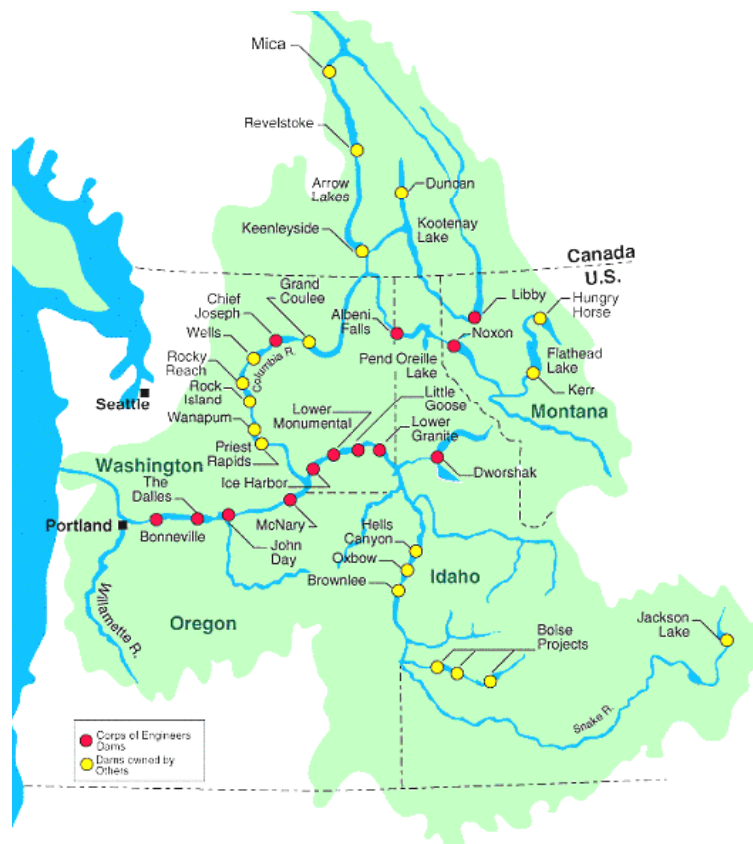 Mica
Revelstoke
Arrow
Lakes
Duncan
Kootenay
Lake
Keenleyside
Canada
U.S.
Grand
Coulee
Chief
Joseph
Albeni
Falls
Libby
Hungry
Horse
Wells
Noxon
Columbia R.
Rocky
Reach
Pend Oreille
Lake
Flathead
Lake
Rock
Island
Kerr
Seattle
Little
Goose
Lower
Monumental
Montana
Wanapum
Lower
Granite
Priest
Rapids
Washington
Ice Harbor
Dworshak
The
Dalles
Portland
Bonneville
McNary
John
Day
Hells
Canyon
Oxbow
Brownlee
Idaho
Willamette R.
Oregon
Jackson
Lake
Boise
Projects
Snake R.
Corps of Engineers
Dams
Dams owned by
Others